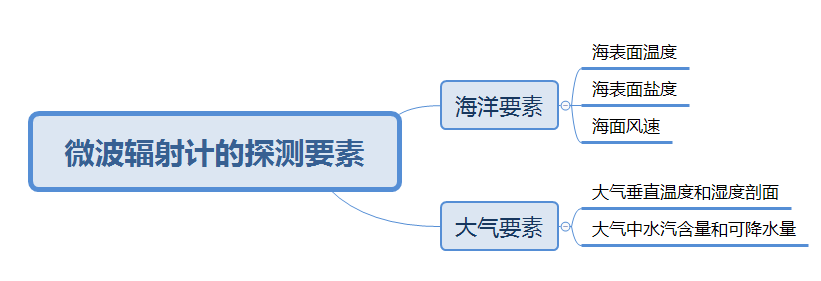 微波辐射计的探测要素
海洋要素
海表面温度
海表面盐度
海面风速
大气要素
大气垂直温度和湿度剖面
大气中水汽含量和可降水量